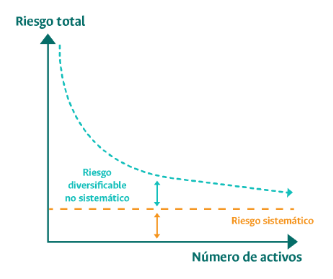 Riesgo total
Riesgo
diversificable
no sistemático
Riesgo sistemático
Número de activos